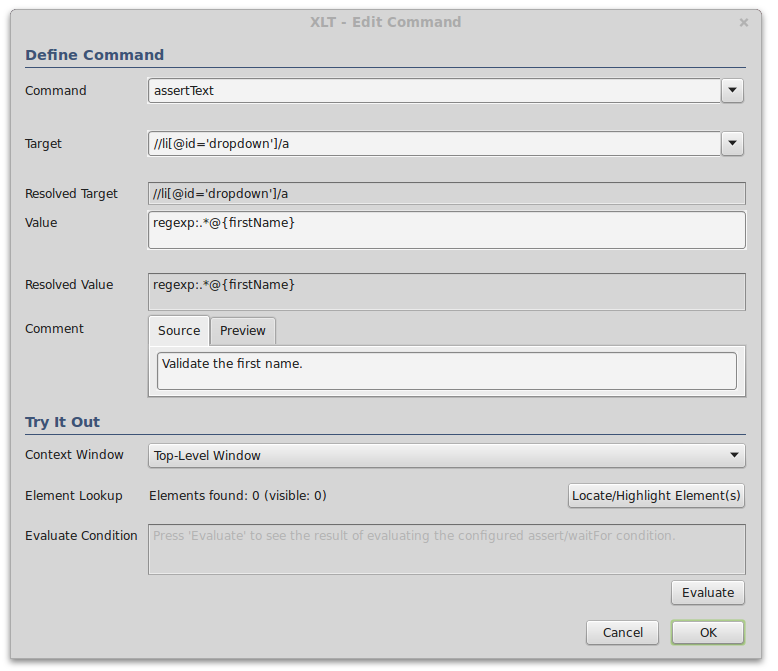 XLT - Edit Command
×
Define Command
Command assertText
Target //li[@id='dropdown']/a
Resolved Target //li[@id='dropdown']/a
Value regexp:.*@{firstName}
Resolved Value regexp:.*@{firstName}
Comment Source Preview
Validate the first name.
Try It Out
Context Window Top-Level Window
Element Lookup Elements found: 0 (visible: 0) Locate/Highlight Element(s)
Evaluate Condition Press 'Evaluate' to see the result of evaluating the configured assert/waitFor condition.
Evaluate
Cancel OK